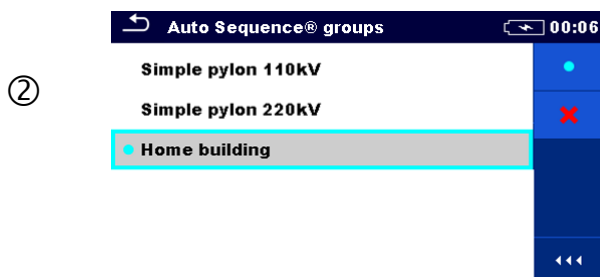 Auto Sequence® groups 00:06
②
Simple pylon 110kV
Simple pylon 220kV
Home building